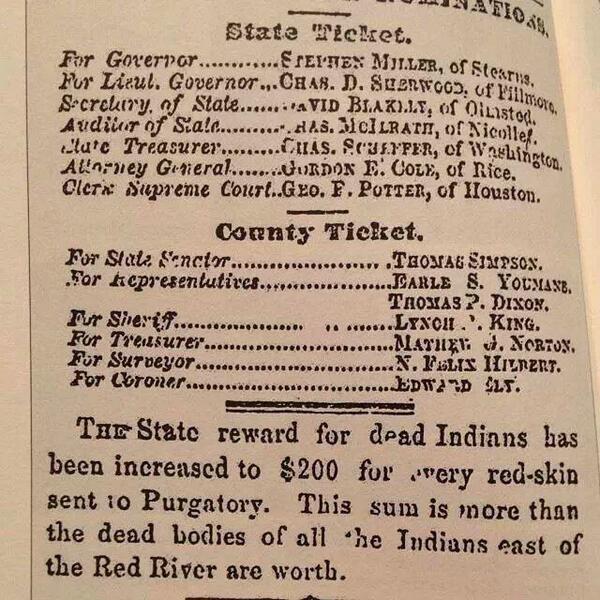 NOMINATIONS.
State Ticket.
For Governor............STEPHEN MILLER, of Stearns.
For Lieut. Governor....CHAS. D. SHERWOOD, of Fillmore.
Secretary of State........AVID BLAKELY, of Olmsted.
Auditor of State.........HAS. MCILRATH, of Nicollet.
State Treasurer.........CHAS. SCHEFFER, of Washington.
Attorney General.......GORDON E. COLE, of Rice.
Clerk Supreme Court..GEO. F. POTTER, of Houston.
County Ticket.
For State Senator......................THOMAS SIMPSON.
For Representatives..................EARLE S. YOUMANS.
THOMAS P. DIXON.
For Sheriff...............................LYNCH KING.
For Treasurer..........................MATHEW J. NORTON.
For Surveyor...........................N. FELIX HILBERT.
For Coroner............................EDWARD ELY.
THE State reward for dead Indians has
been increased to $200 for every red-skin
sent to Purgatory. This sum is more than
the dead bodies of all the Indians east of
the Red River are worth.